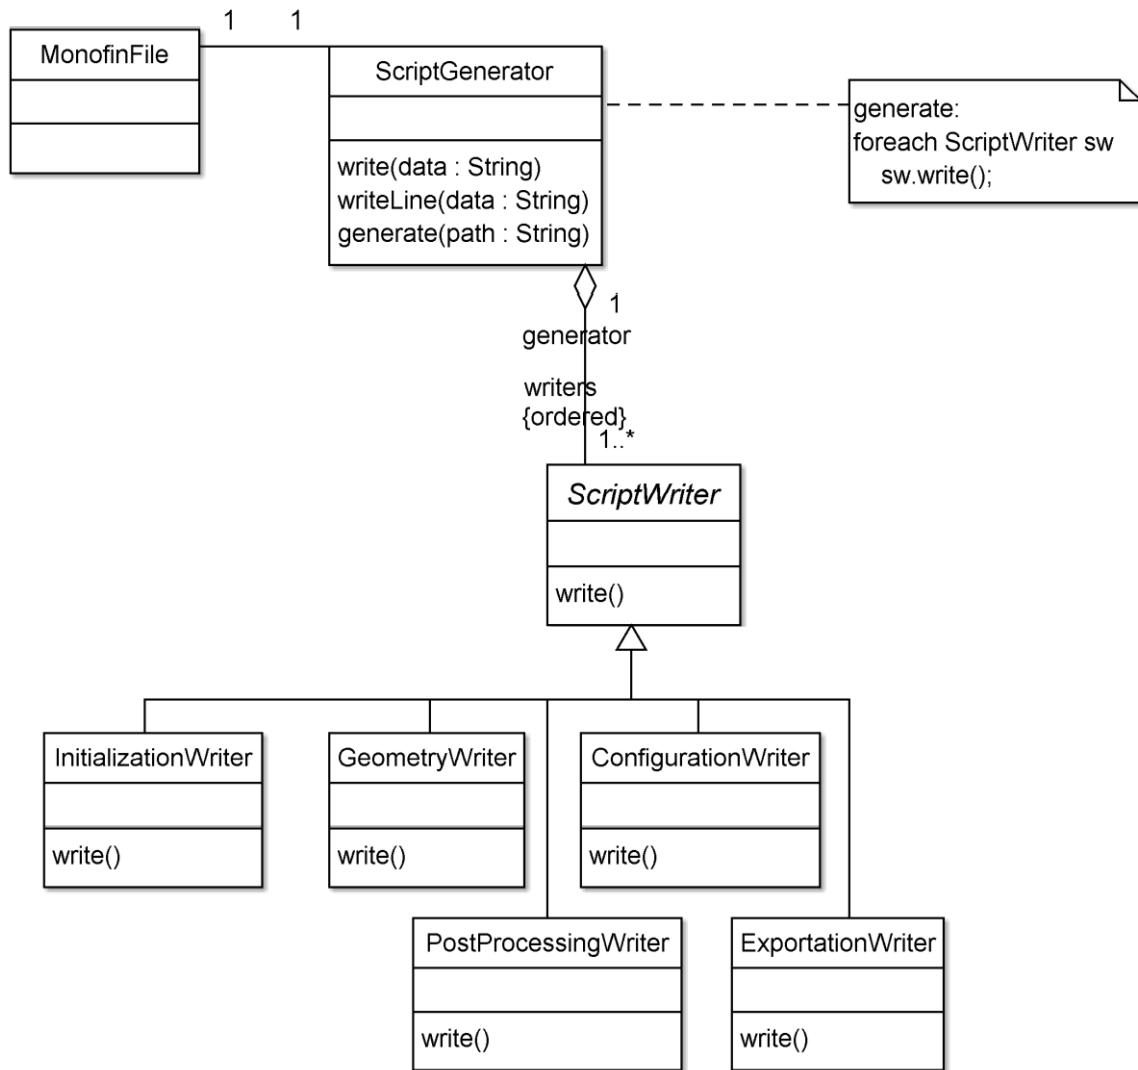 1
1
MonofinFile
ScriptGenerator
write(data : String)
writeLine(data : String)
generate(path : String)
generate:
foreach ScriptWriter sw
sw.write();
1
generator
writers
{ordered}
1..*
ScriptWriter
write()
InitializationWriter
write()
GeometryWriter
write()
ConfigurationWriter
write()
PostProcessingWriter
write()
ExportationWriter
write()